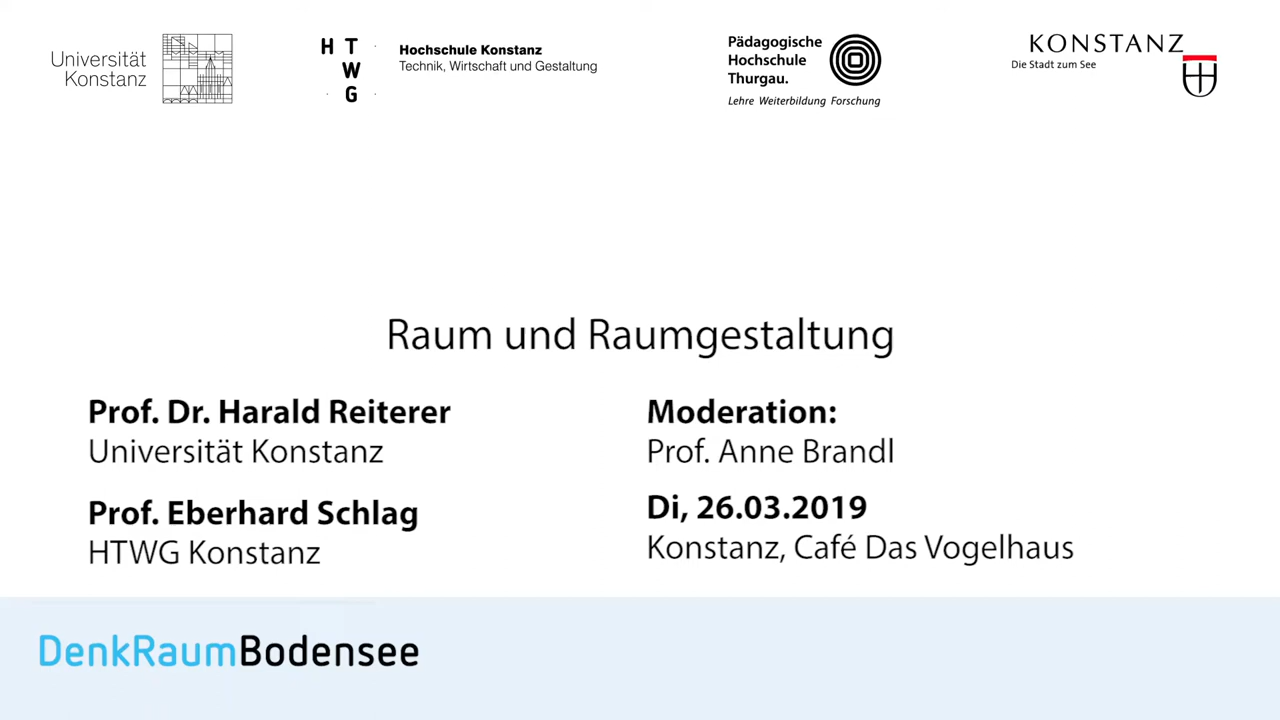 Universität
Konstanz
H T
W
G
Hochschule Konstanz
Technik, Wirtschaft und Gestaltung
Pädagogische
Hochschule
Thurgau.
Lehre Weiterbildung Forschung
KONSTANZ
Die Stadt zum See
Raum und Raumgestaltung
Prof. Dr. Harald Reiterer
Universität Konstanz
Prof. Eberhard Schlag
HTWG Konstanz
Moderation:
Prof. Anne Brandl
Di, 26.03.2019
Konstanz, Café Das Vogelhaus
DenkRaumBodensee